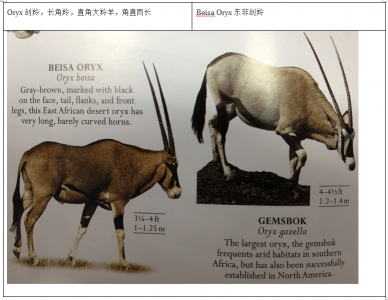 Oryx 剑羚，长角羚，直角大羚羊，角直而长
Beisa Oryx 东非剑羚
BEISA ORYX
Oryx beisa
Gray-brown, marked with black
on the face, tail, flanks, and front
legs, this East African desert oryx has
very long, barely curved horns.
3¼–4 ft
1–1.25 m
4–4½ ft
1.2–1.4m
GEMSBOK
Oryx gazella
The largest oryx, the gemsbok
frequents arid habitats in southern
Africa, but has also been successfully
established in North America.